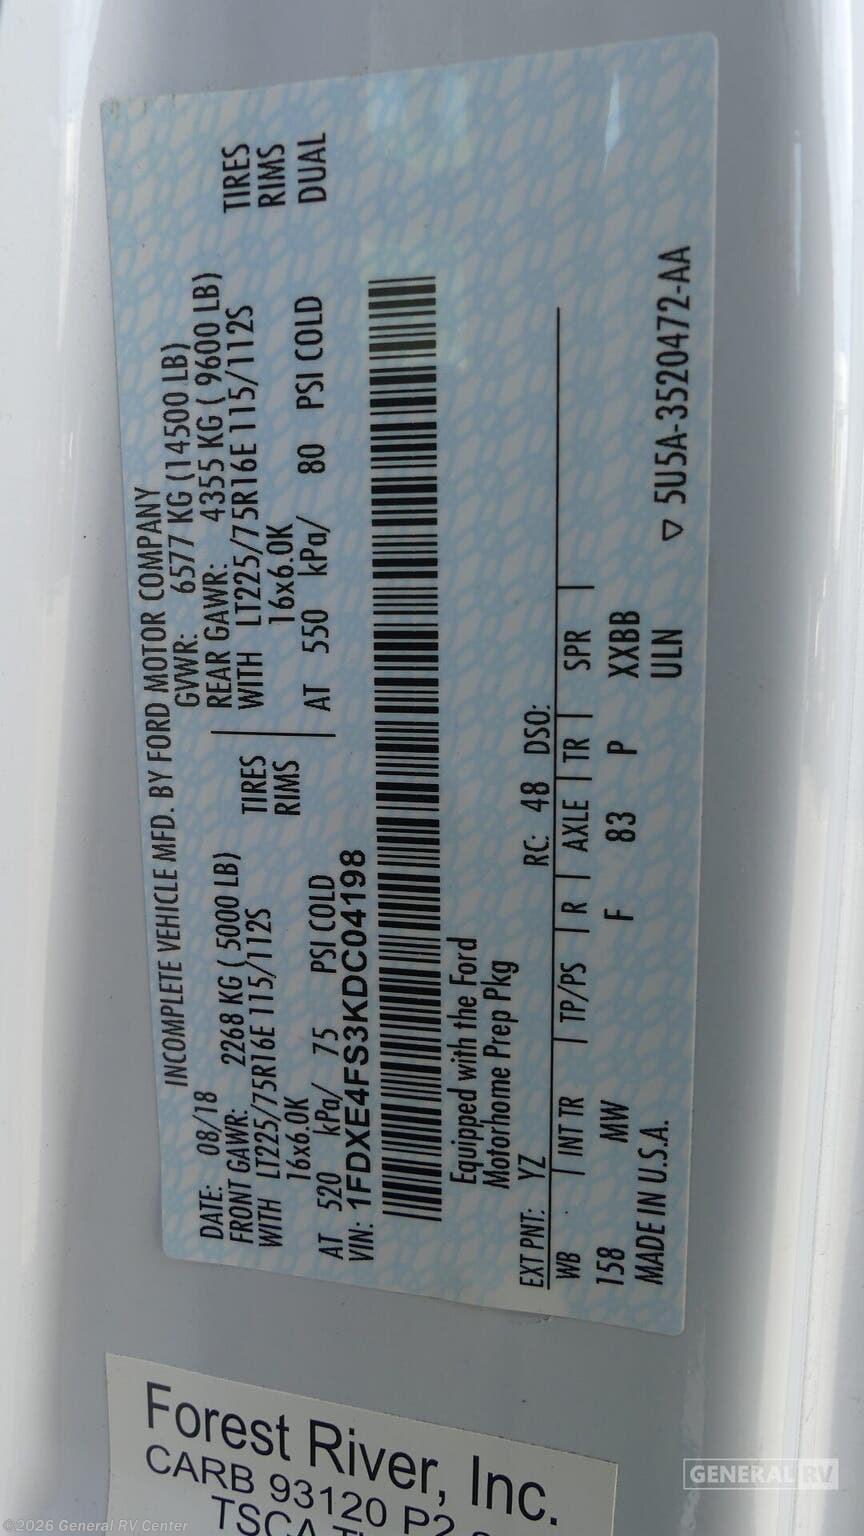 INCOMPLETE VEHICLE MFD. BY FORD MOTOR COMPANY
DATE: 08/18 GVWR: 6577 KG (14500 LB)
FRONT GAWR: 2268 KG ( 5000 LB) REAR GAWR: 4355 KG ( 9600 LB)
WITH LT225/75R16E 115/112S TIRES WITH LT225/75R16E 115/112S TIRES
16x6.0K RIMS 16x6.0K RIMS
AT 520 kPa/ 75 PSI COLD AT 550 kPa/ 80 PSI COLD DUAL
VIN: 1FDXE4FS3KDC04198
Equipped with the Ford
Motorhome Prep Pkg
EXT PNT: YZ RC: 48 DSO:
WB INT TR TP/PS R AXLE TR SPR
158 MW F 83 P XXBB
MADE IN U.S.A. ULN ▽ 5U5A-3520472-AA
Forest River, Inc.
CARB 93120 P2
TSCA
GENERAL RV
©2026 General RV Center